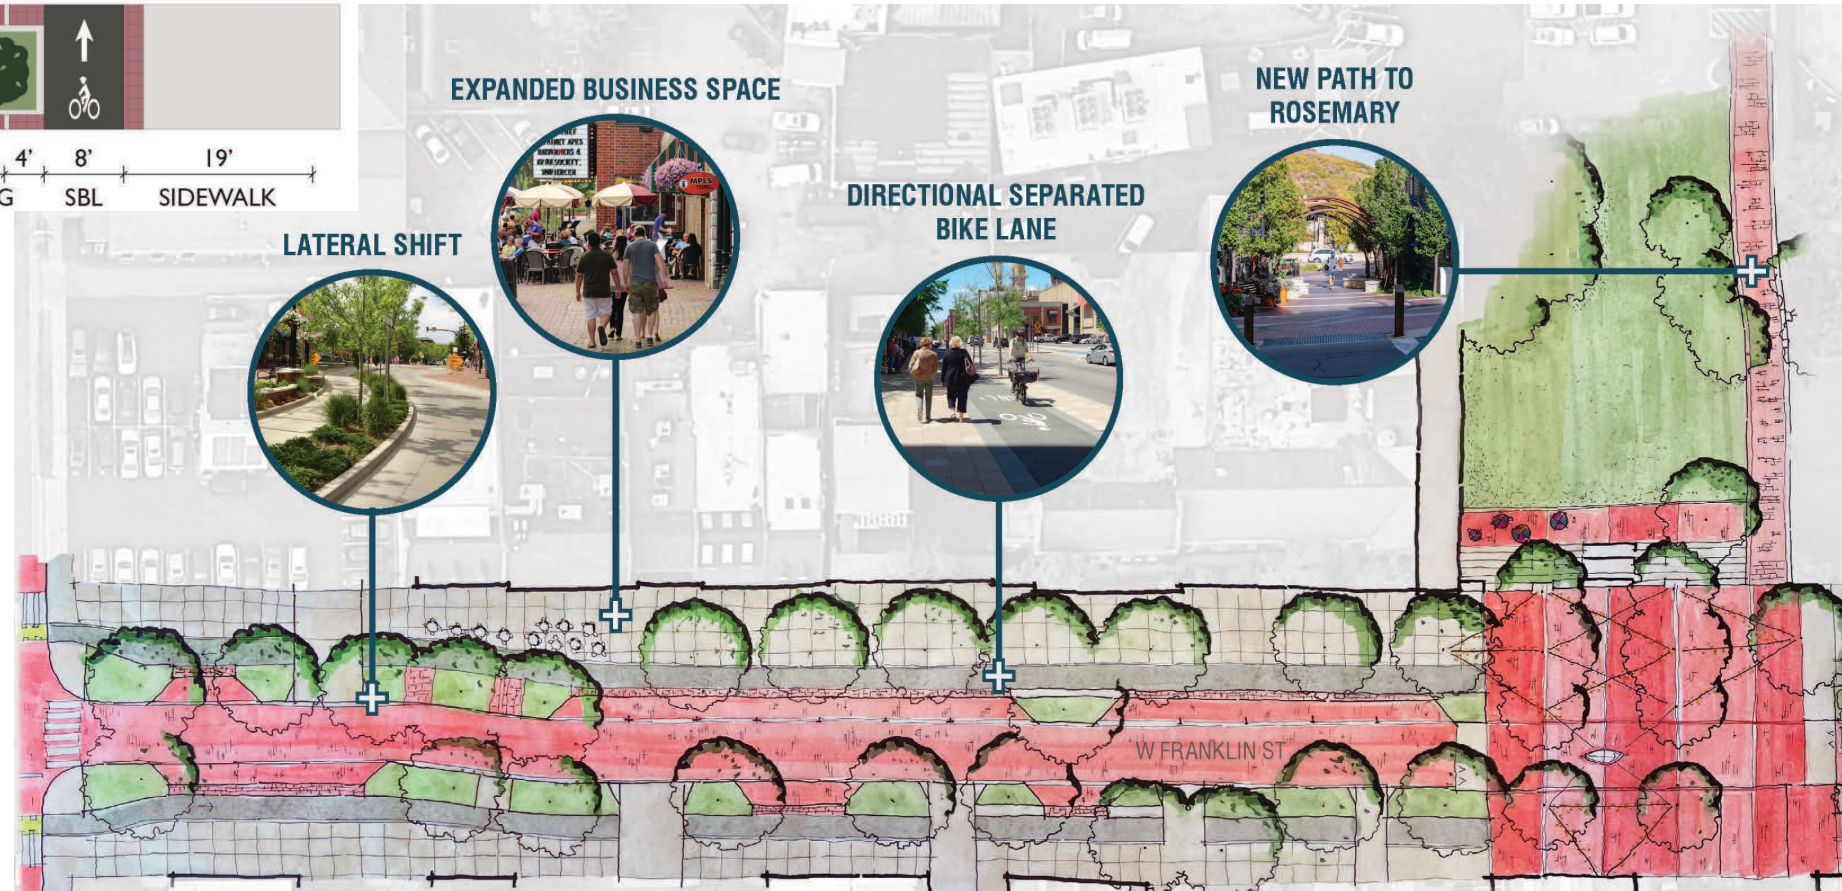 4’ 8’ 19’
G SBL SIDEWALK
EXPANDED BUSINESS SPACE
NEW PATH TO
ROSEMARY
MPLS
DIRECTIONAL SEPARATED
BIKE LANE
LATERAL SHIFT
W FRANKLIN ST